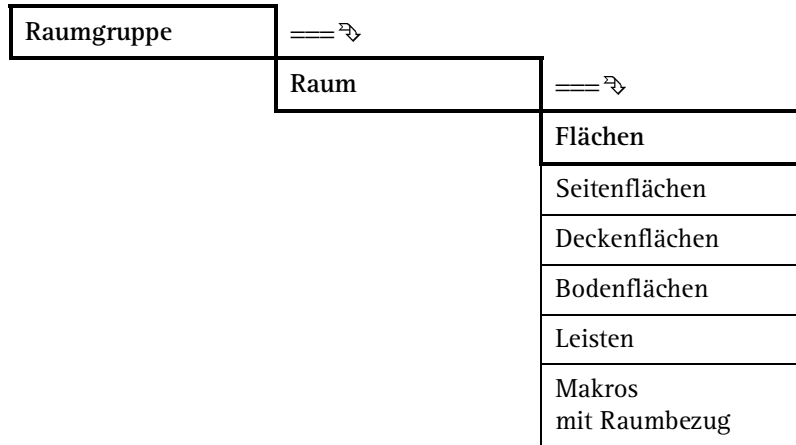 Raumgruppe ===⮷
Raum ===⮷
Flächen
Seitenflächen
Deckenflächen
Bodenflächen
Leisten
Makros
mit Raumbezug